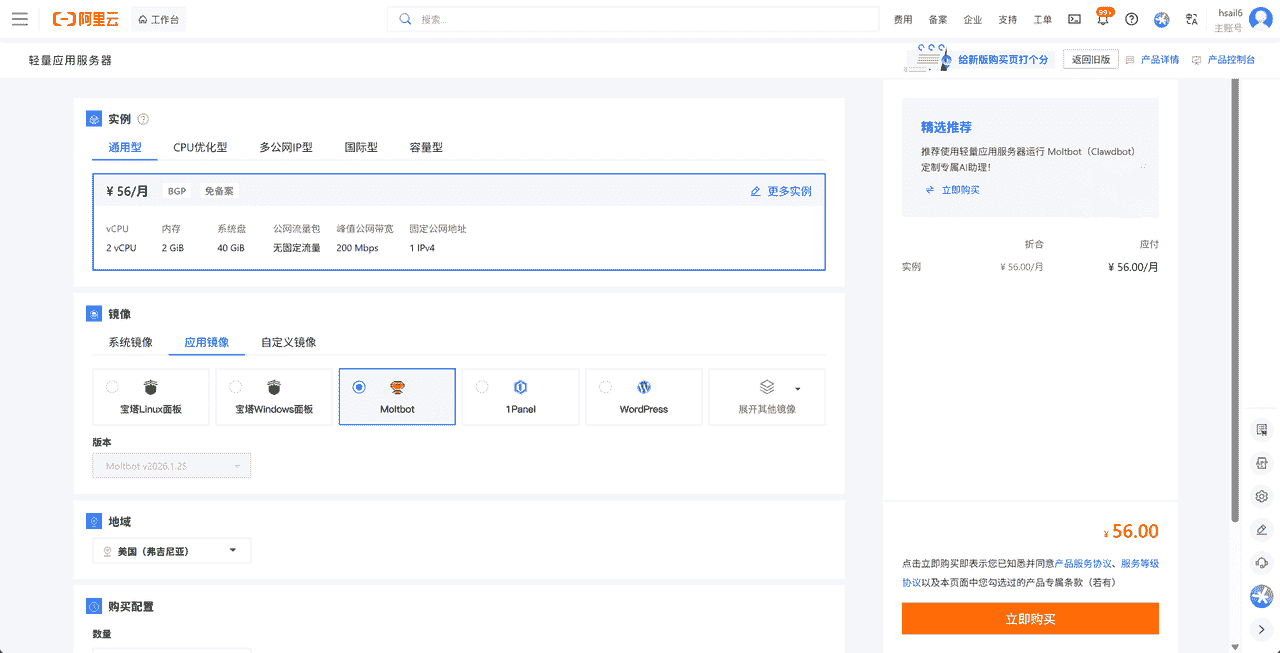 阿里云
工作台
搜索...
费用 备案 企业 支持 工单
99+
hsail6
主账号
轻量应用服务器
给新版购买页打个分
返回旧版
产品详情
产品控制台
实例
通用型 CPU优化型 多公网IP型 国际型 容量型
¥ 56/月 BGP 免备案
更多实例
vCPU 内存 系统盘 公网流量包 峰值公网带宽 固定公网地址
2 vCPU 2 GiB 40 GiB 无固定流量 200 Mbps 1 IPv4
镜像
系统镜像 应用镜像 自定义镜像
宝塔Linux面板 宝塔Windows面板 Moltbot 1Panel WordPress 展开其他镜像
版本
Moltbot v2026.1.25
地域
美国（弗吉尼亚）
购买配置
数量
精选推荐
推荐使用轻量应用服务器运行 Moltbot（Clawdbot）
定制专属AI助理！
立即购买
折合 应付
实例 ¥ 56.00/月 ¥ 56.00/月
¥ 56.00
点击立即购买即表示您已知悉并同意产品服务协议、服务等级
协议以及本页面中您勾选过的产品专属条款（若有）
立即购买